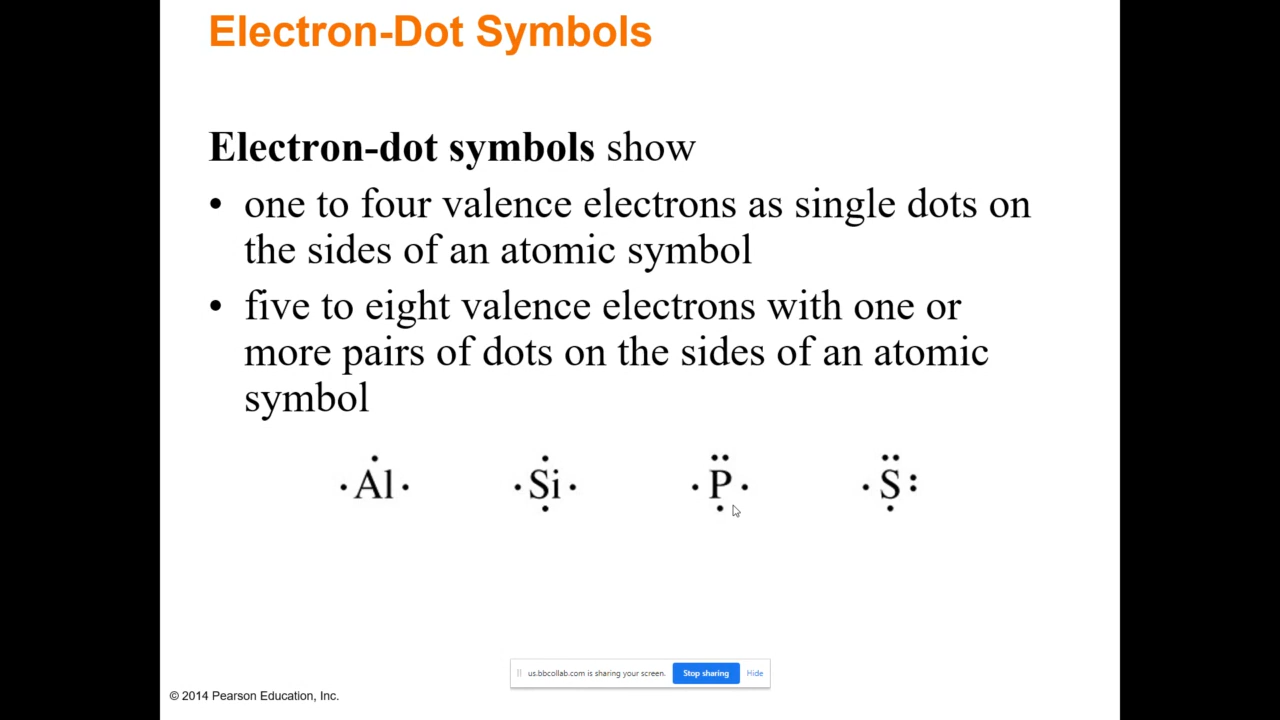 Electron-Dot Symbols
Electron-dot symbols show
• one to four valence electrons as single dots on
the sides of an atomic symbol
• five to eight valence electrons with one or
more pairs of dots on the sides of an atomic
symbol
Al Si P S
us.bbcollab.com is sharing your screen. Stop sharing Hide
© 2014 Pearson Education, Inc.